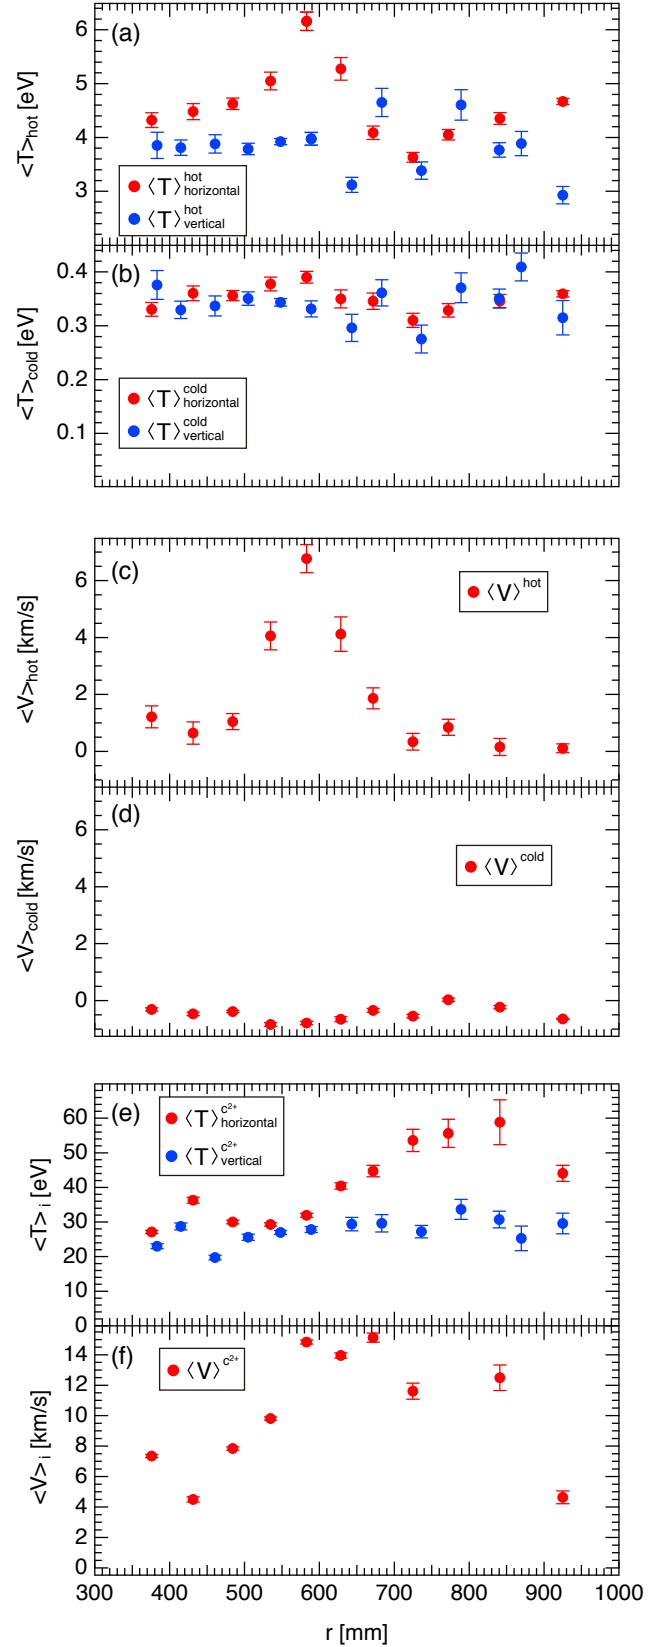 (a)
6
5
4
3
<T>hot [eV]
⟨T⟩hot horizontal
⟨T⟩hot vertical
(b)
0.4
0.3
0.2
0.1
<T>cold [eV]
⟨T⟩cold horizontal
⟨T⟩cold vertical
(c)
6
4
2
0
<V>hot [km/s]
⟨V⟩hot
(d)
6
4
2
0
<V>cold [km/s]
⟨V⟩cold
(e)
60
50
40
30
20
10
0
<T>i [eV]
⟨T⟩c2+ horizontal
⟨T⟩c2+ vertical
(f)
14
12
10
8
6
4
2
0
<V>i [km/s]
⟨V⟩c2+
300 400 500 600 700 800 900 1000
r [mm]